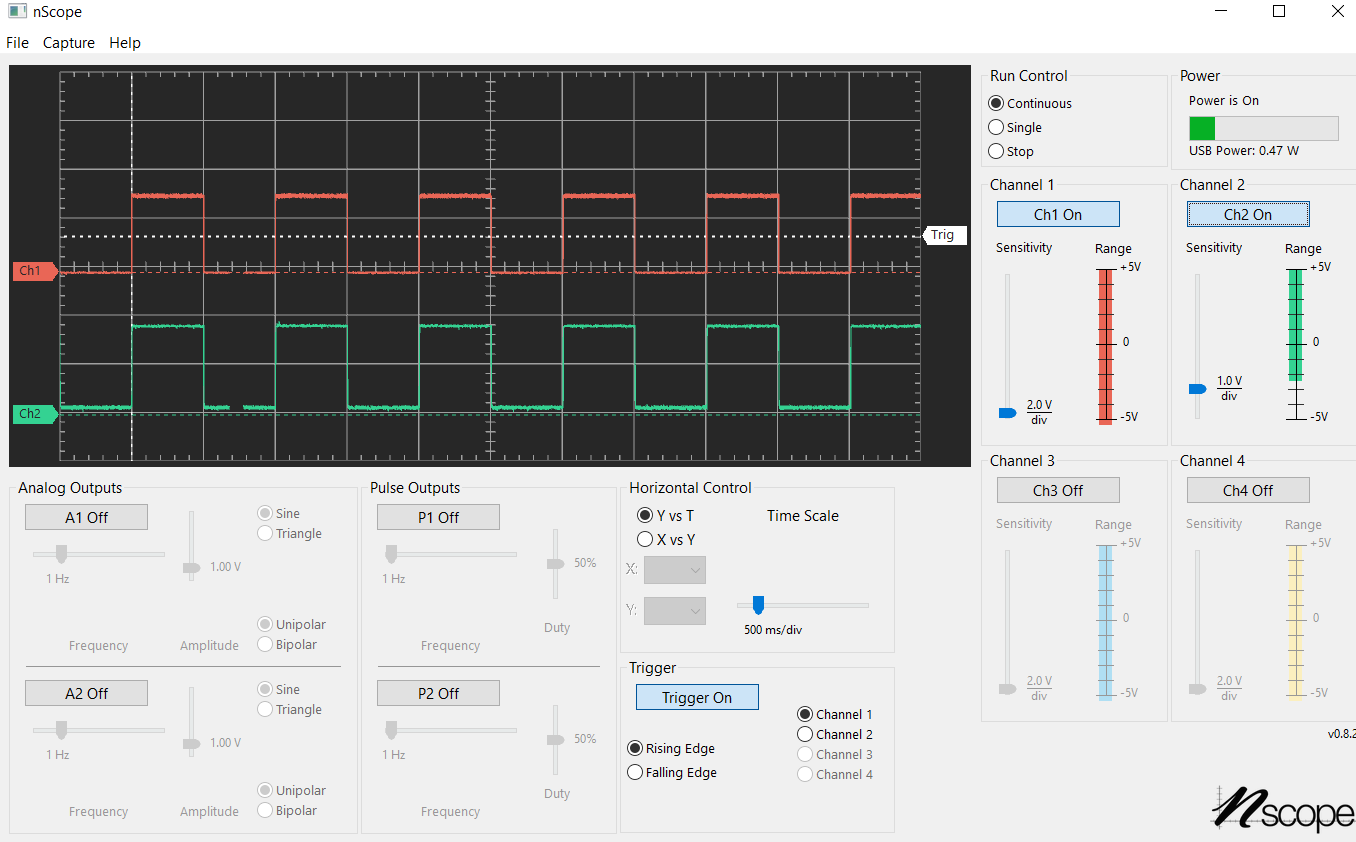 nScope
File Capture Help
Trig
Ch1
Ch2
Run Control
Continuous
Single
Stop
Power
Power is On
USB Power: 0.47 W
Channel 1
Ch1 On
Sensitivity
Range
+5V
0
-5V
2.0 V
div
Channel 2
Ch2 On
Sensitivity
Range
+5V
0
-5V
1.0 V
div
Channel 3
Ch3 Off
Sensitivity
Range
+5V
0
-5V
2.0 V
div
Channel 4
Ch4 Off
Sensitivity
Range
+5V
0
-5V
2.0 V
div
Analog Outputs
A1 Off
Sine
Triangle
1 Hz
1.00 V
Unipolar
Bipolar
Frequency
Amplitude
A2 Off
Sine
Triangle
1 Hz
1.00 V
Unipolar
Bipolar
Frequency
Amplitude
Pulse Outputs
P1 Off
1 Hz
50%
Duty
Frequency
P2 Off
1 Hz
50%
Duty
Frequency
Horizontal Control
Y vs T
X vs Y
Time Scale
X:
Y:
500 ms/div
Trigger
Trigger On
Rising Edge
Falling Edge
Channel 1
Channel 2
Channel 3
Channel 4
v0.8.2
nscope